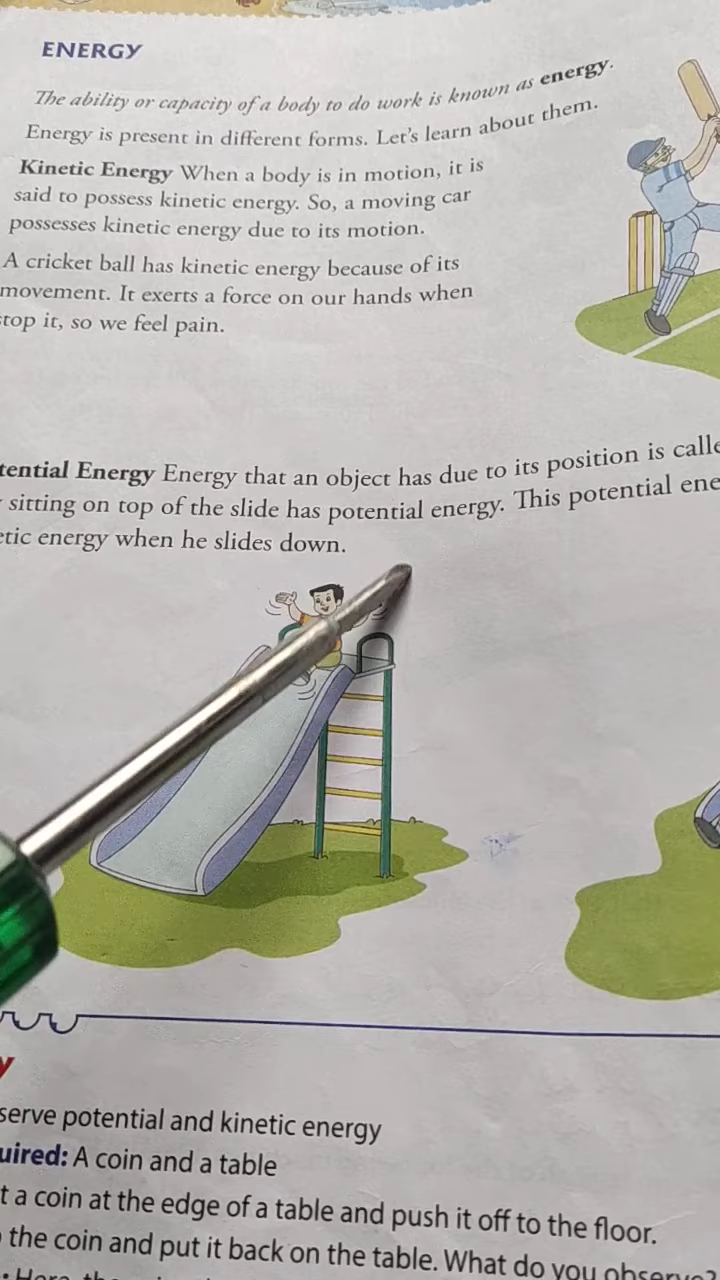 ENERGY
The ability or capacity of a body to do work is known as energy.
Energy is present in different forms. Let's learn about them.
Kinetic Energy When a body is in motion, it is
said to possess kinetic energy. So, a moving car
possesses kinetic energy due to its motion.
A cricket ball has kinetic energy because of its
movement. It exerts a force on our hands when
top it, so we feel pain.
tential Energy Energy that an object has due to its position is calle
sitting on top of the slide has potential energy. This potential ene
etic energy when he slides down.
y
serve potential and kinetic energy
uired: A coin and a table
t a coin at the edge of a table and push it off to the floor.
the coin and put it back on the table. What do you observe?